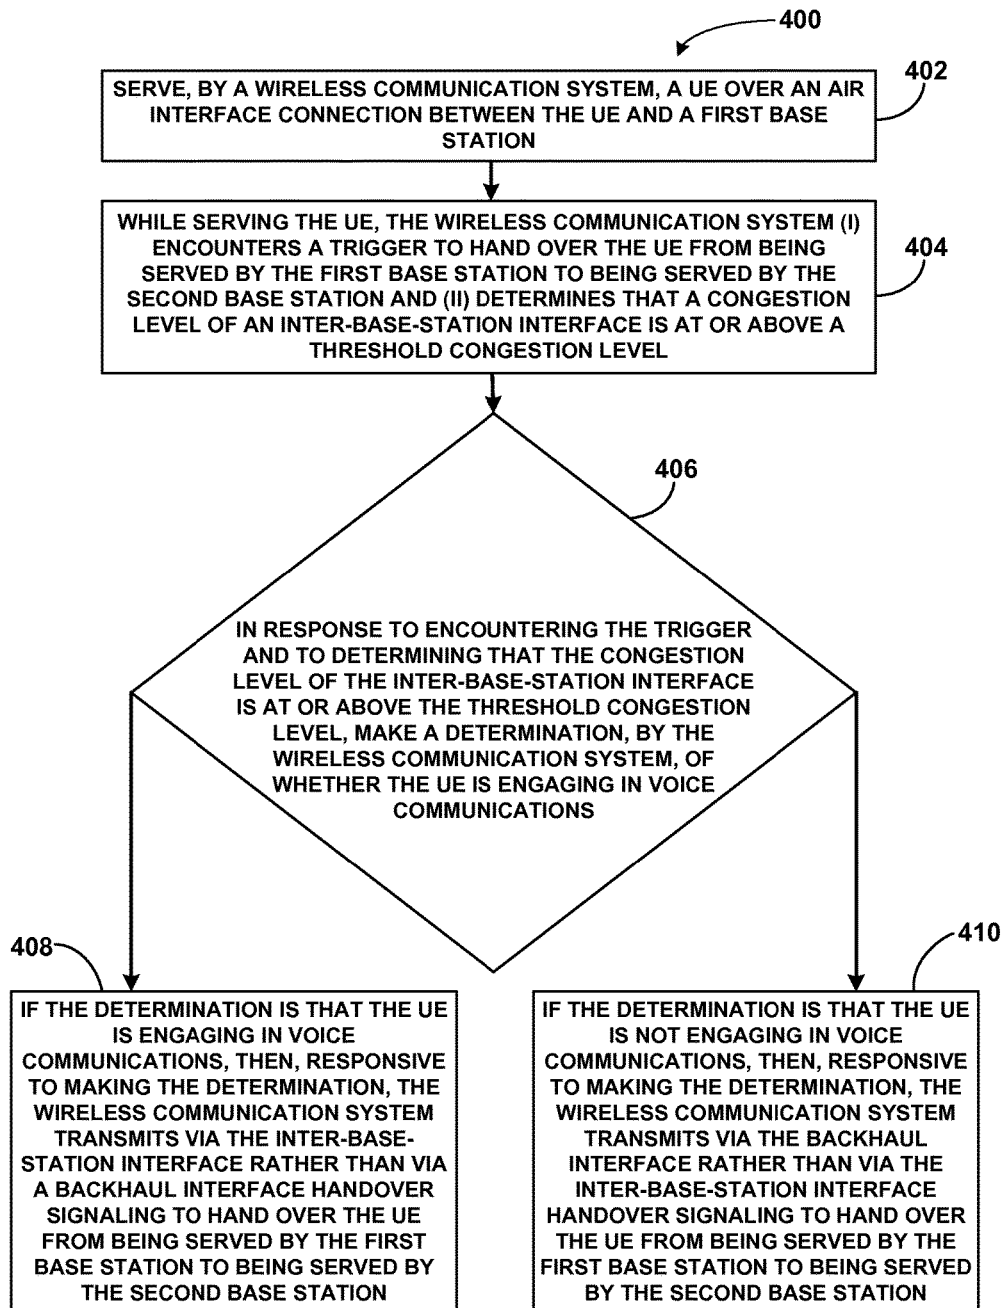 400
402
SERVE, BY A WIRELESS COMMUNICATION SYSTEM, A UE OVER AN AIR
INTERFACE CONNECTION BETWEEN THE UE AND A FIRST BASE
STATION
WHILE SERVING THE UE, THE WIRELESS COMMUNICATION SYSTEM (I)
ENCOUNTERS A TRIGGER TO HAND OVER THE UE FROM BEING
SERVED BY THE FIRST BASE STATION TO BEING SERVED BY THE
SECOND BASE STATION AND (II) DETERMINES THAT A CONGESTION
LEVEL OF AN INTER-BASE-STATION INTERFACE IS AT OR ABOVE A
THRESHOLD CONGESTION LEVEL
404
406
IN RESPONSE TO ENCOUNTERING THE TRIGGER
AND TO DETERMINING THAT THE CONGESTION
LEVEL OF THE INTER-BASE-STATION INTERFACE
IS AT OR ABOVE THE THRESHOLD CONGESTION
LEVEL, MAKE A DETERMINATION, BY THE
WIRELESS COMMUNICATION SYSTEM, OF
WHETHER THE UE IS ENGAGING IN VOICE
COMMUNICATIONS
408
IF THE DETERMINATION IS THAT THE UE
IS ENGAGING IN VOICE
COMMUNICATIONS, THEN, RESPONSIVE
TO MAKING THE DETERMINATION, THE
WIRELESS COMMUNICATION SYSTEM
TRANSMITS VIA THE INTER-BASE-
STATION INTERFACE RATHER THAN VIA
A BACKHAUL INTERFACE HANDOVER
SIGNALING TO HAND OVER THE UE
FROM BEING SERVED BY THE FIRST
BASE STATION TO BEING SERVED BY
THE SECOND BASE STATION
410
IF THE DETERMINATION IS THAT THE UE
IS NOT ENGAGING IN VOICE
COMMUNICATIONS, THEN, RESPONSIVE
TO MAKING THE DETERMINATION, THE
WIRELESS COMMUNICATION SYSTEM
TRANSMITS VIA THE BACKHAUL
INTERFACE RATHER THAN VIA THE
INTER-BASE-STATION INTERFACE
HANDOVER SIGNALING TO HAND OVER
THE UE FROM BEING SERVED BY THE
FIRST BASE STATION TO BEING SERVED
BY THE SECOND BASE STATION